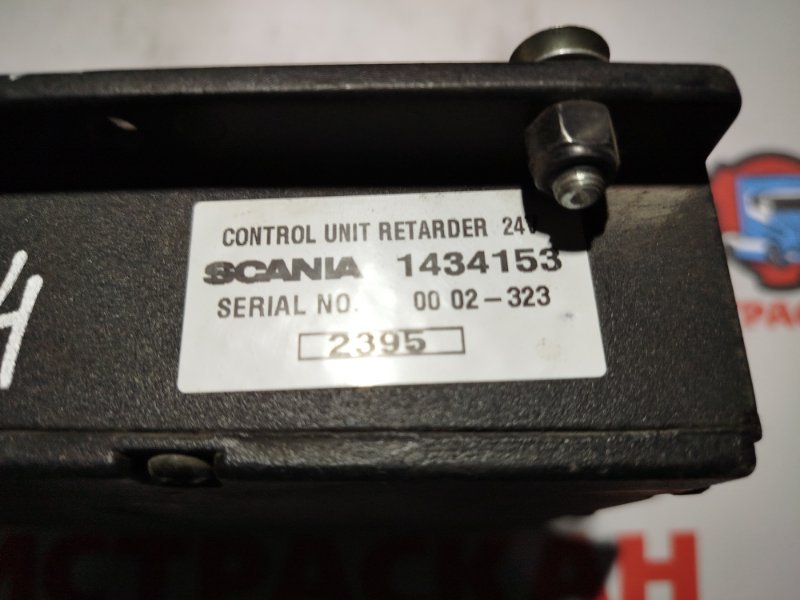 CONTROL UNIT RETARDER 24V
SCANIA 1434153
SERIAL NO. 00 02-323
2395